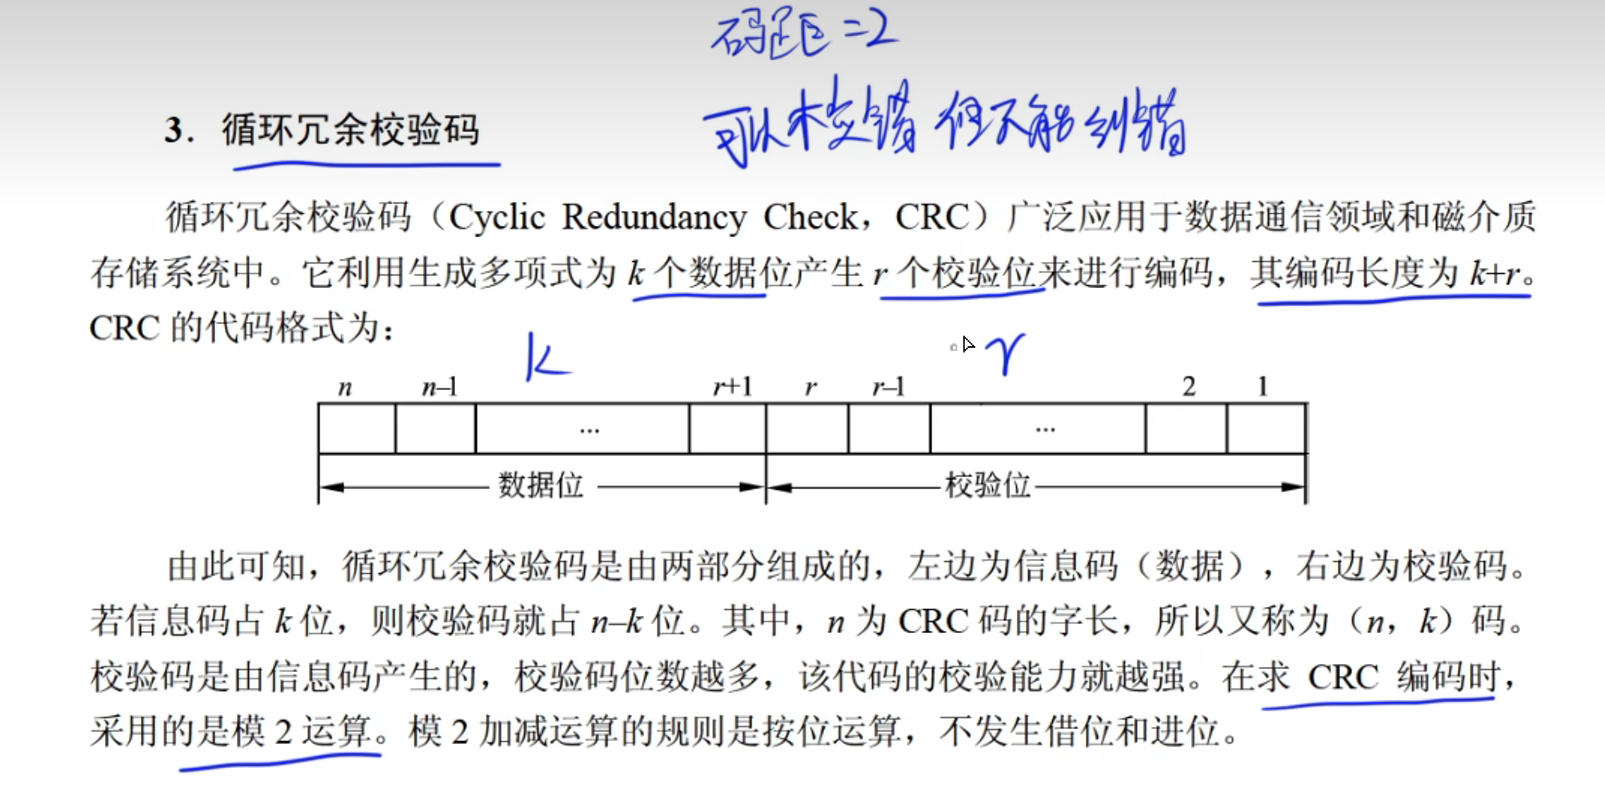 码距=2
可以检错 但不能纠错
3. 循环冗余校验码
循环冗余校验码（Cyclic Redundancy Check，CRC）广泛应用于数据通信领域和磁介质
存储系统中。它利用生成多项式为 k 个数据位产生 r 个校验位来进行编码，其编码长度为 k+r。
CRC 的代码格式为：
k r
n n–1 r+1 r r–1 2 1
... ...
数据位 校验位
由此可知，循环冗余校验码是由两部分组成的，左边为信息码（数据），右边为校验码。
若信息码占 k 位，则校验码就占 n–k 位。其中，n 为 CRC 码的字长，所以又称为（n，k）码。
校验码是由信息码产生的，校验码位数越多，该代码的校验能力就越强。在求 CRC 编码时，
采用的是模 2 运算。模 2 加减运算的规则是按位运算，不发生借位和进位。